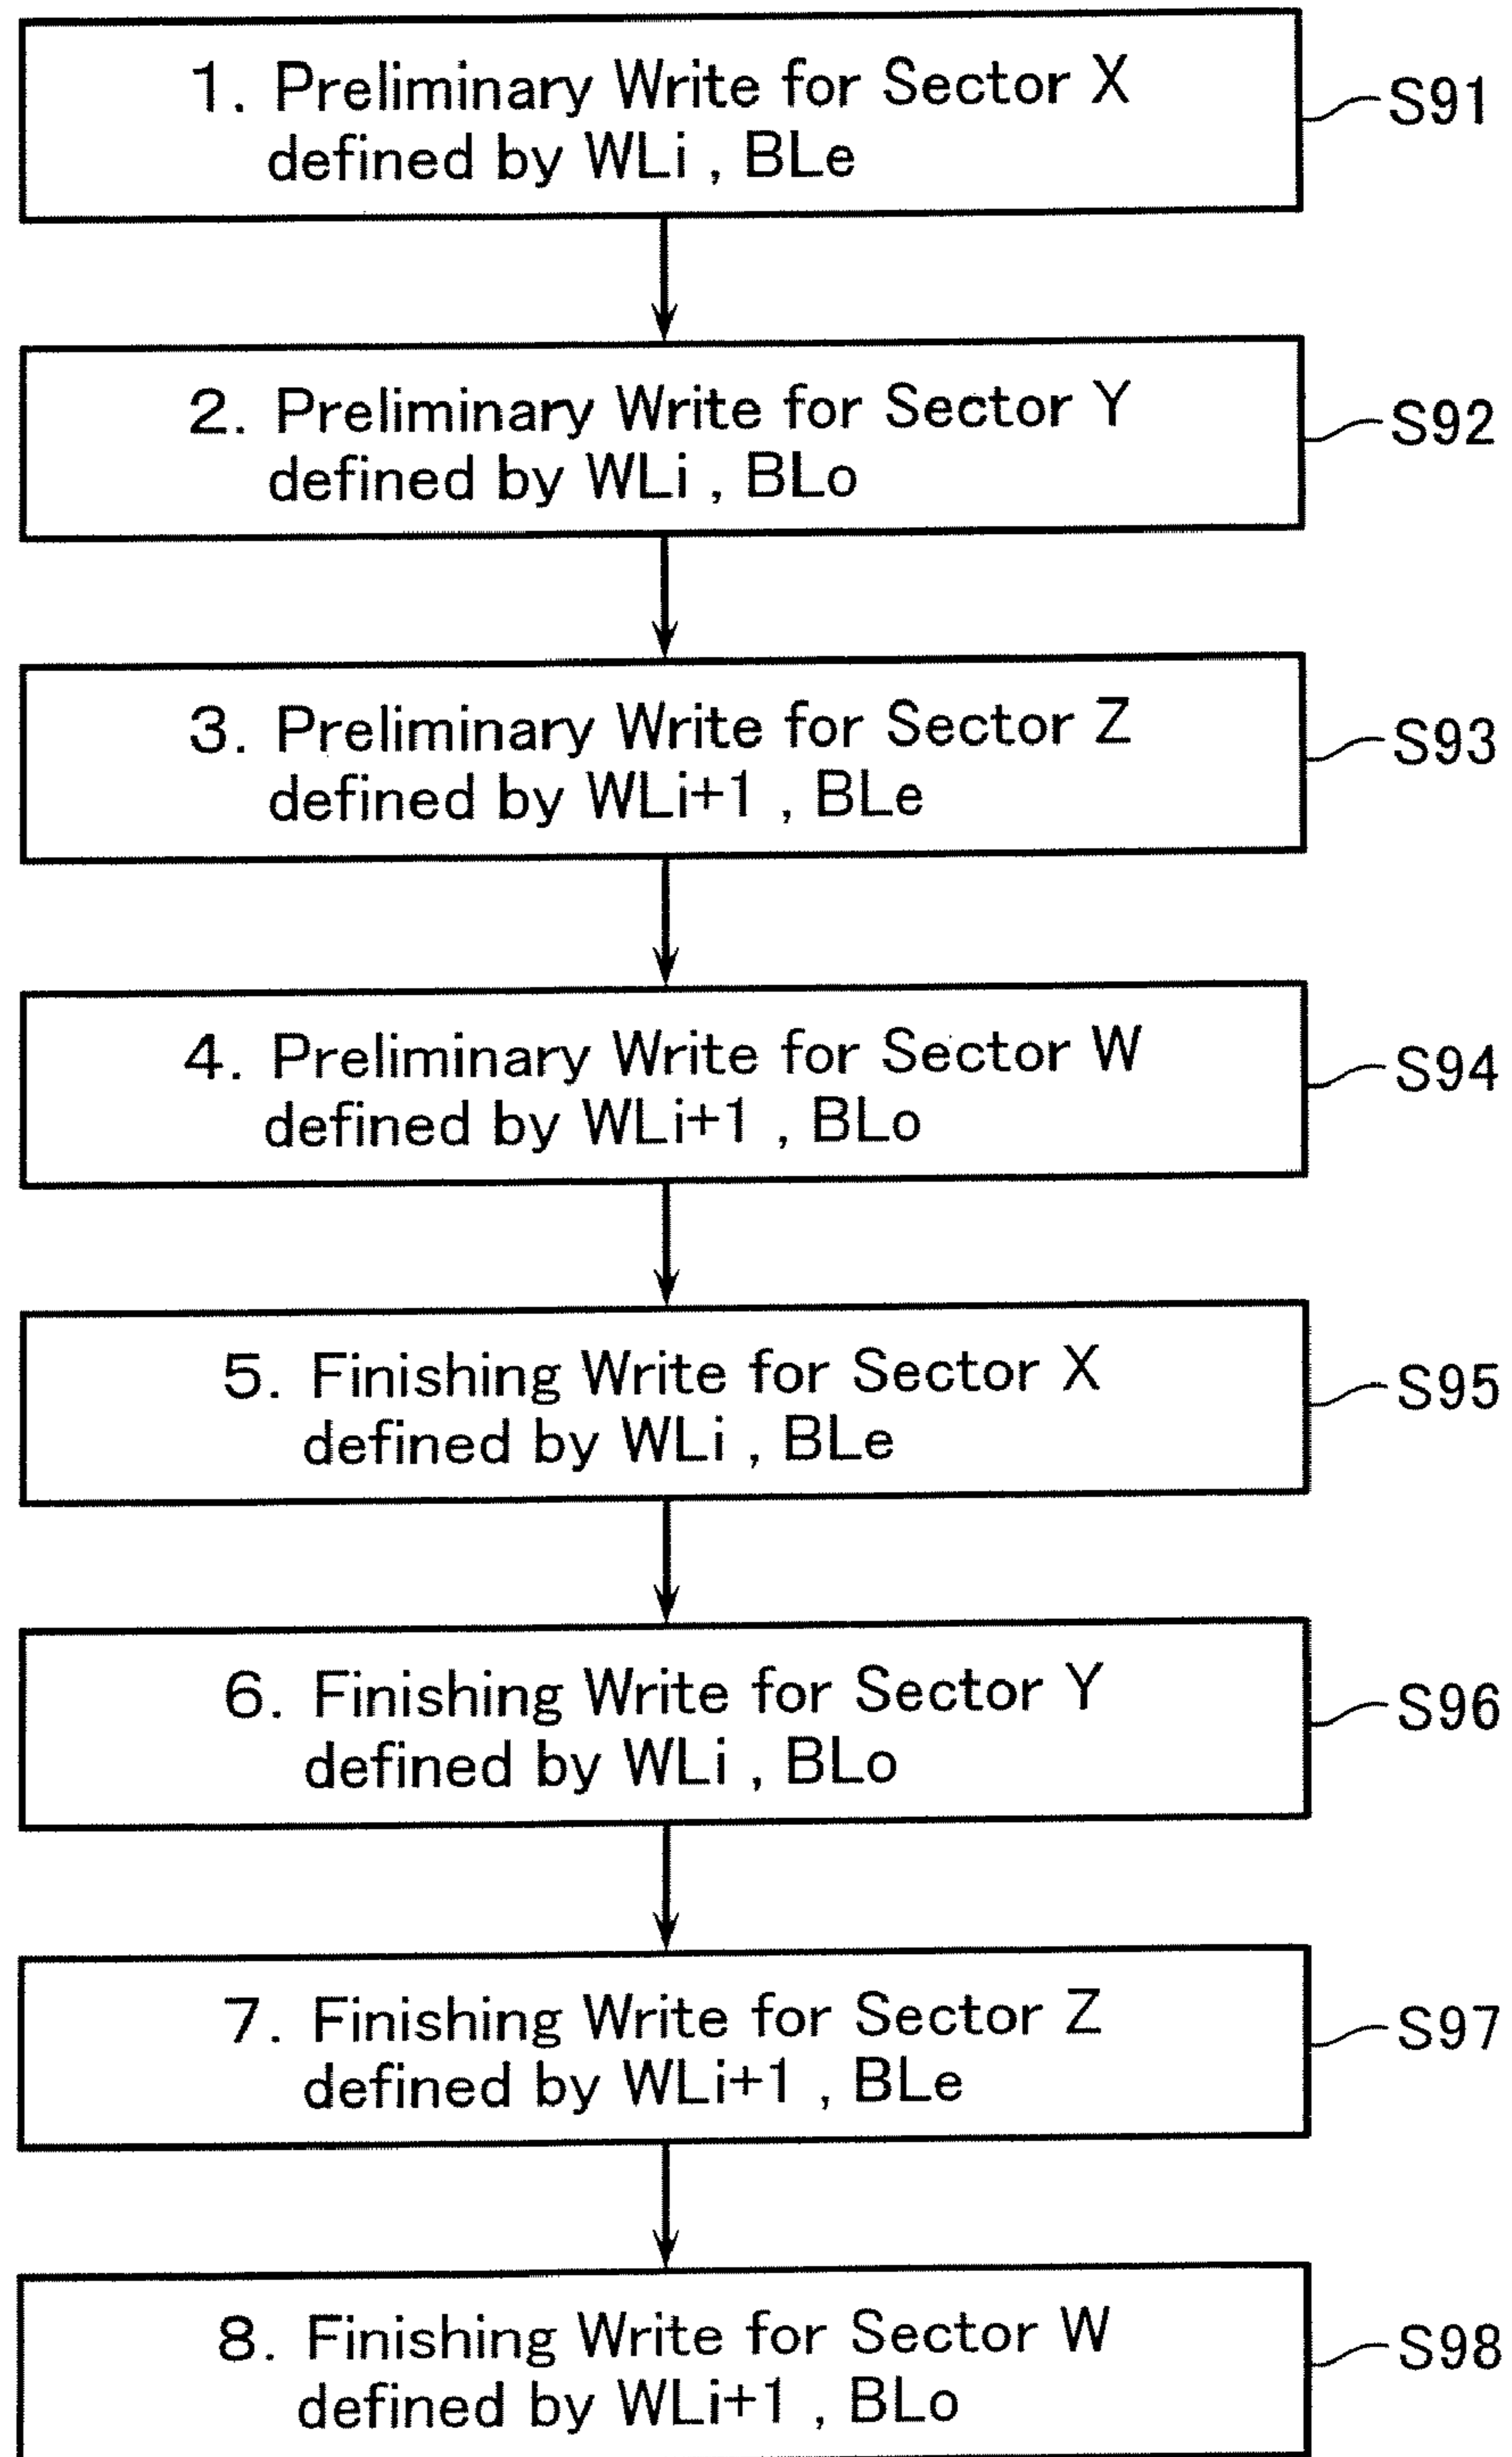 1. Preliminary Write for Sector X
defined by WLi , BLe
S91
2. Preliminary Write for Sector Y
defined by WLi , BLo
S92
3. Preliminary Write for Sector Z
defined by WLi+1 , BLe
S93
4. Preliminary Write for Sector W
defined by WLi+1 , BLo
S94
5. Finishing Write for Sector X
defined by WLi , BLe
S95
6. Finishing Write for Sector Y
defined by WLi , BLo
S96
7. Finishing Write for Sector Z
defined by WLi+1 , BLe
S97
8. Finishing Write for Sector W
defined by WLi+1 , BLo
S98